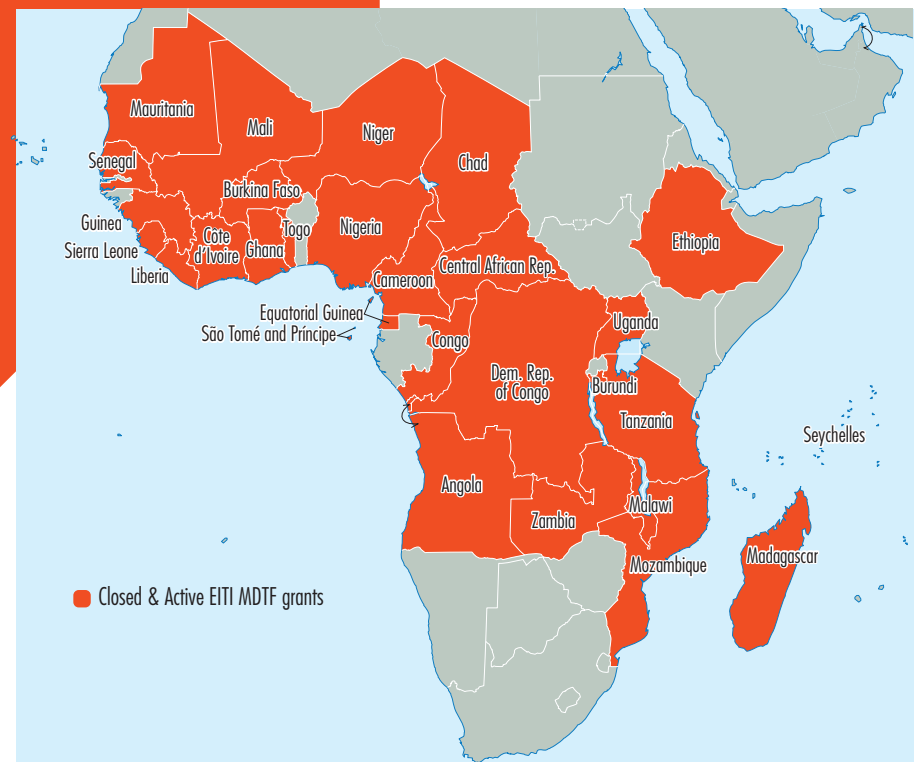 Mauritania
Mali
Niger
Chad
Senegal
Burkina Faso
Guinea
Sierra Leone
Liberia
Côte
d'Ivoire
Ghana
Togo
Nigeria
Ethiopia
Central African Rep.
Cameroon
Equatorial Guinea
São Tomé and Príncipe
Congo
Uganda
Dem. Rep.
of Congo
Burundi
Tanzania
Seychelles
Angola
Zambia
Malawi
Mozambique
Madagascar
Closed & Active EITI MDTF grants